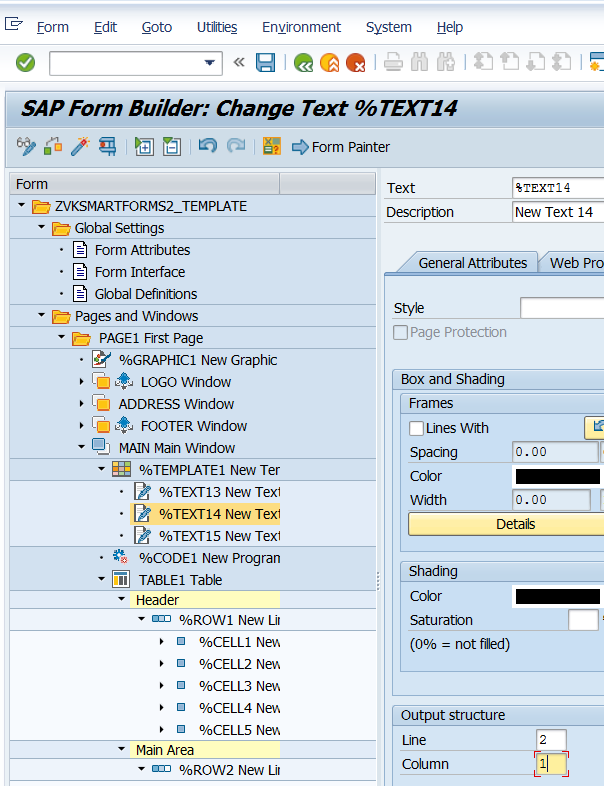 Form Edit Goto Utilities Environment System Help
SAP Form Builder: Change Text %TEXT14
Form Painter
Form
ZVKSMARTFORMS2_TEMPLATE
Global Settings
Form Attributes
Form Interface
Global Definitions
Pages and Windows
PAGE1 First Page
%GRAPHIC1 New Graphic
LOGO Window
ADDRESS Window
FOOTER Window
MAIN Main Window
%TEMPLATE1 New Ter
%TEXT13 New Text
%TEXT14 New Text
%TEXT15 New Text
%CODE1 New Program
TABLE1 Table
Header
%ROW1 New Li
%CELL1 New
%CELL2 New
%CELL3 New
%CELL4 New
%CELL5 New
Main Area
%ROW2 New Li
Text %TEXT14
Description New Text 14
General Attributes Web Pro
Style
Page Protection
Box and Shading
Frames
Lines With
Spacing 0.00
Color
Width 0.00
Details
Shading
Color
Saturation
(0% = not filled)
Output structure
Line 2
Column 1